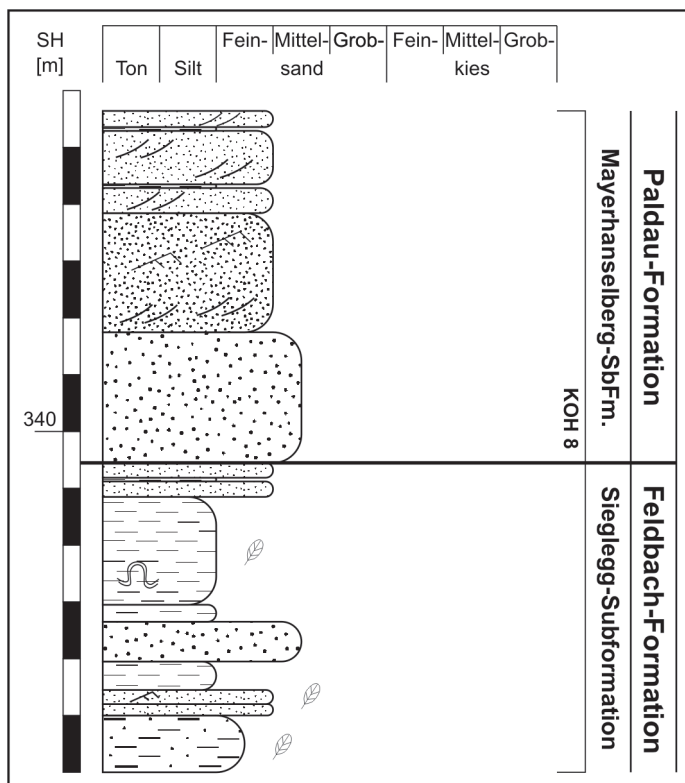 SH
[m]
Ton
Silt
Fein-
Mittel-
Grob-
sand
Fein-
Mittel-
Grob-
kies
340
KOH 8
Mayerhanselberg-SbFm.
Paldau-Formation
Sieglegg-Subformation
Feldbach-Formation